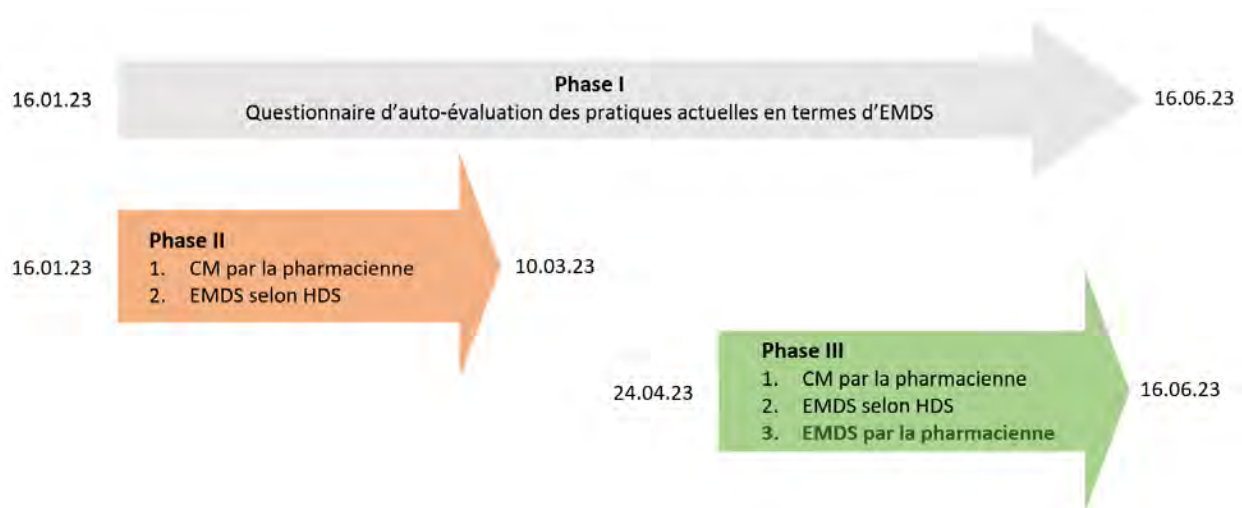 Phase I
16.01.23
Questionnaire d'auto-évaluation des pratiques actuelles en termes d'EMDS
16.06.23
Phase II
16.01.23
1. CM par la pharmacienne
2. EMDS selon HDS
10.03.23
Phase III
24.04.23
1. CM par la pharmacienne
2. EMDS selon HDS
3. EMDS par la pharmacienne
16.06.23